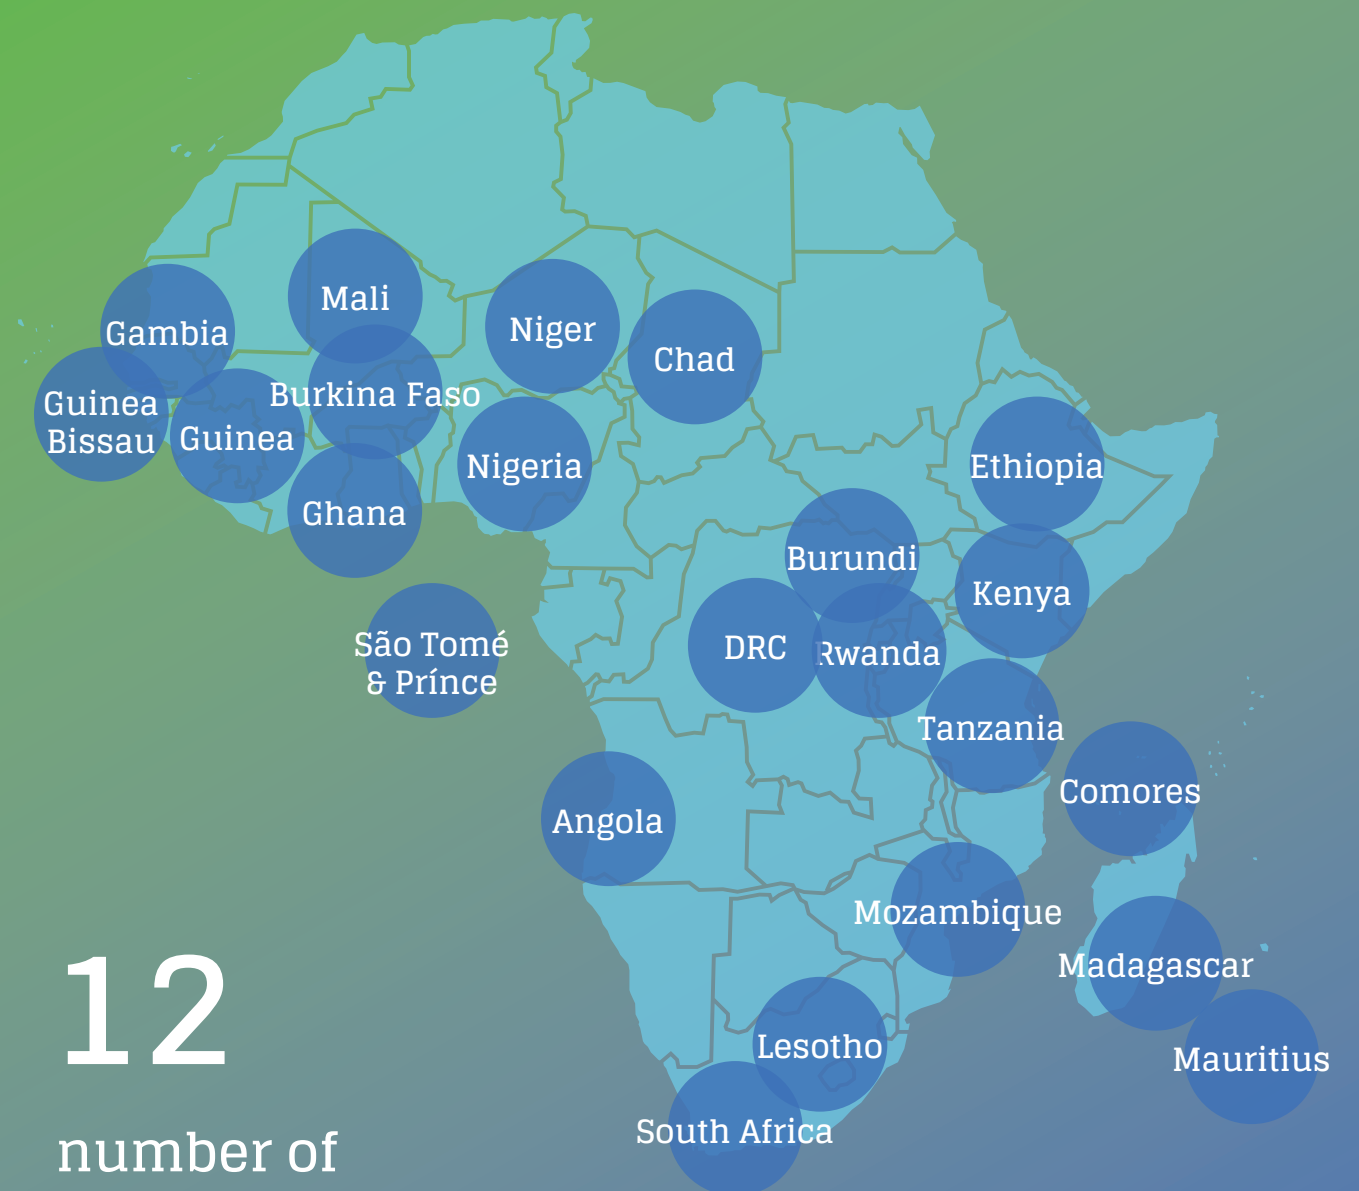 Mali
Niger
Gambia
Chad
Burkina Faso
Guinea
Bissau
Guinea
Nigeria
Ethiopia
Ghana
Burundi
Kenya
São Tomé
& Prínce
DRC
Rwanda
Tanzania
Comores
Angola
Mozambique
Madagascar
12
number of
Lesotho
Mauritius
South Africa